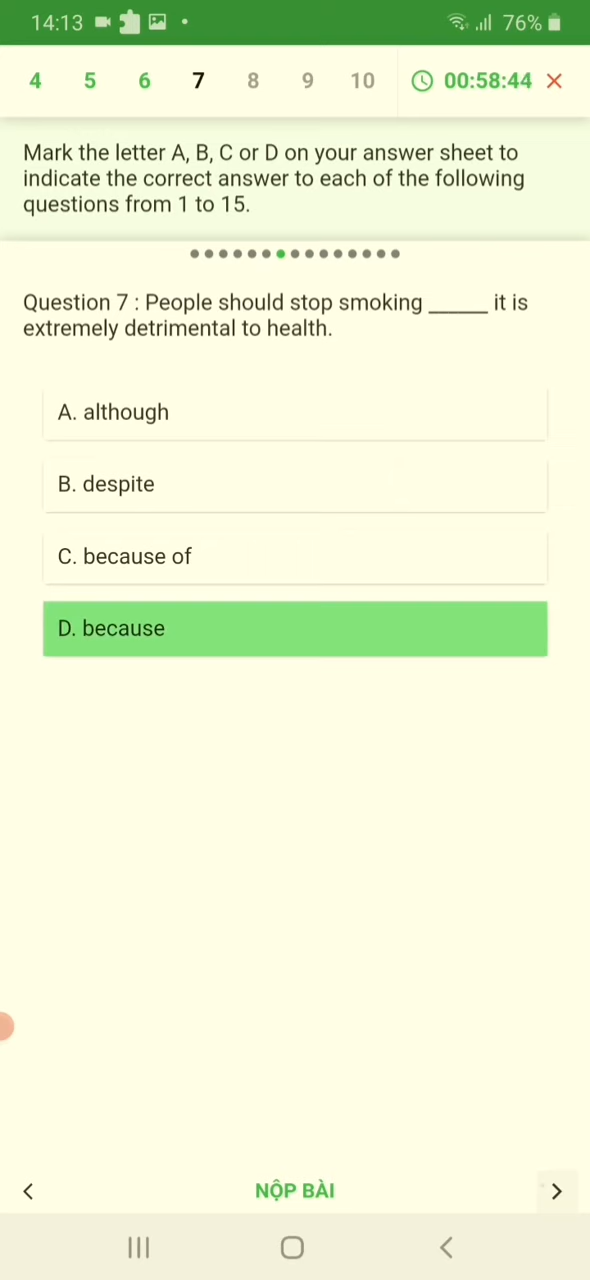 14:13
76%
4 5 6 7 8 9 10 00:58:44
Mark the letter A, B, C or D on your answer sheet to
indicate the correct answer to each of the following
questions from 1 to 15.
Question 7 : People should stop smoking ______ it is
extremely detrimental to health.
A. although
B. despite
C. because of
D. because
NỘP BÀI